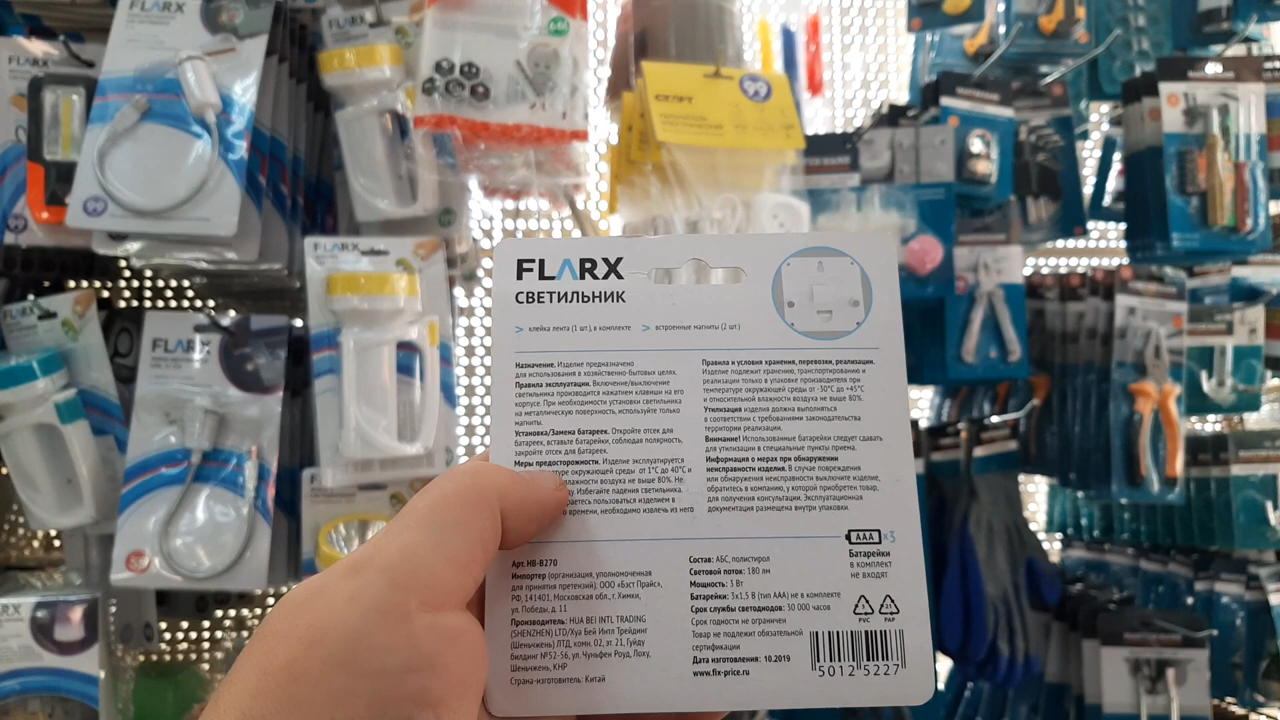 FLARX
FLARX
FLARX
FLARX
FLARX
99
СТАРТ
99
FLARX
СВЕТИЛЬНИК
> клейка лента (1 шт.), в комплекте
> встроенные магниты (2 шт.)
Назначение. Изделие предназначено
для использования в хозяйственно-бытовых целях.
Правила эксплуатации. Включение/выключение
светильника производится нажатием клавиши на его
корпусе. При необходимости установки светильника
на металлическую поверхность, используйте только
магниты.
Установка/Замена батареек. Откройте отсек для
батареек, вставьте батарейки, соблюдая полярность,
закройте отсек для батареек.
Меры предосторожности. Изделие эксплуатируется
окружающей среды от 1°С до 40°С и
воздуха не выше 80%. Не
Избегайте падения светильника.
пользоваться изделием в
времени, необходимо извлечь из него
Правила и условия хранения, перевозки, реализации.
Изделие подлежит хранению, транспортированию и
реализации только в упаковке производителя при
температуре окружающей среды от -30°С до +45°С
и относительной влажности воздуха не выше 80%.
Утилизация изделия должна выполняться
в соответствии с требованиями законодательства
территории реализации.
Внимание! Использованные батарейки следует сдавать
для утилизации в специальные пункты приема.
Информация о мерах при обнаружении
неисправности изделия. В случае повреждения
или обнаружения неисправности выключите изделие,
обратитесь в компанию, у которой приобретен товар,
для получения консультации. Эксплуатационная
документация размещена внутри упаковки.
AAA x3
Батарейки
в комплект
не входят
Арт. HB-B270
Импортер (организация, уполномоченная
для принятия претензий): ООО «Бэст Прайс»,
РФ, 141401, Московская обл., г. Химки,
ул. Победы, д. 11
Производитель: HUA BEI INTL TRADING
(SHENZHEN) LTD/Хуа Бей Интл Трейдинг
(Шеньчжень) ЛТД, комн. 02, эт. 21, Гуйду
билдинг №52-56, ул. Чуньфен Роуд, Лоху,
Шеньчжень, КНР
Страна-изготовитель: Китай
Состав: АБС, полистирол
Световой поток: 180 лм
Мощность: 3 Вт
Батарейки: 3x1,5 В (тип ААА) не в комплекте
Срок службы светодиодов: 30 000 часов
Срок годности не ограничен
Товар не подлежит обязательной
сертификации
Дата изготовления: 10.2019
www.fix-price.ru
3
PVC
21
PAP
5012 5227